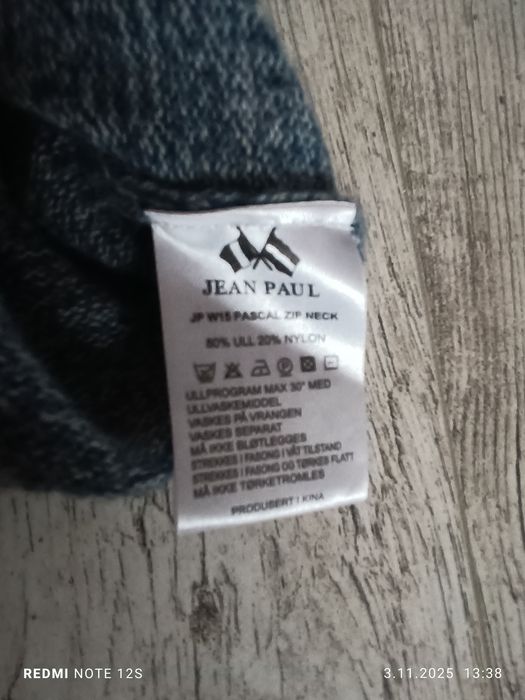 JEAN PAUL
JP W15 PASCAL ZIP NECK
80% ULL 20% NYLON
ULLPROGRAM MAX 30° MED
ULLVASKEMIDDEL
VASKES PÅ VRANGEN
VASKES SEPARAT
MÅ IKKE BLØTLEGGES
STREKKES I FASONG I VÅT TILSTAND
STREKKES I FASONG OG TØRKES FLATT
MÅ IKKE TØRKETROMLES
PRODUSERT I KINA
REDMI NOTE 12S
3.11.2025 13:38